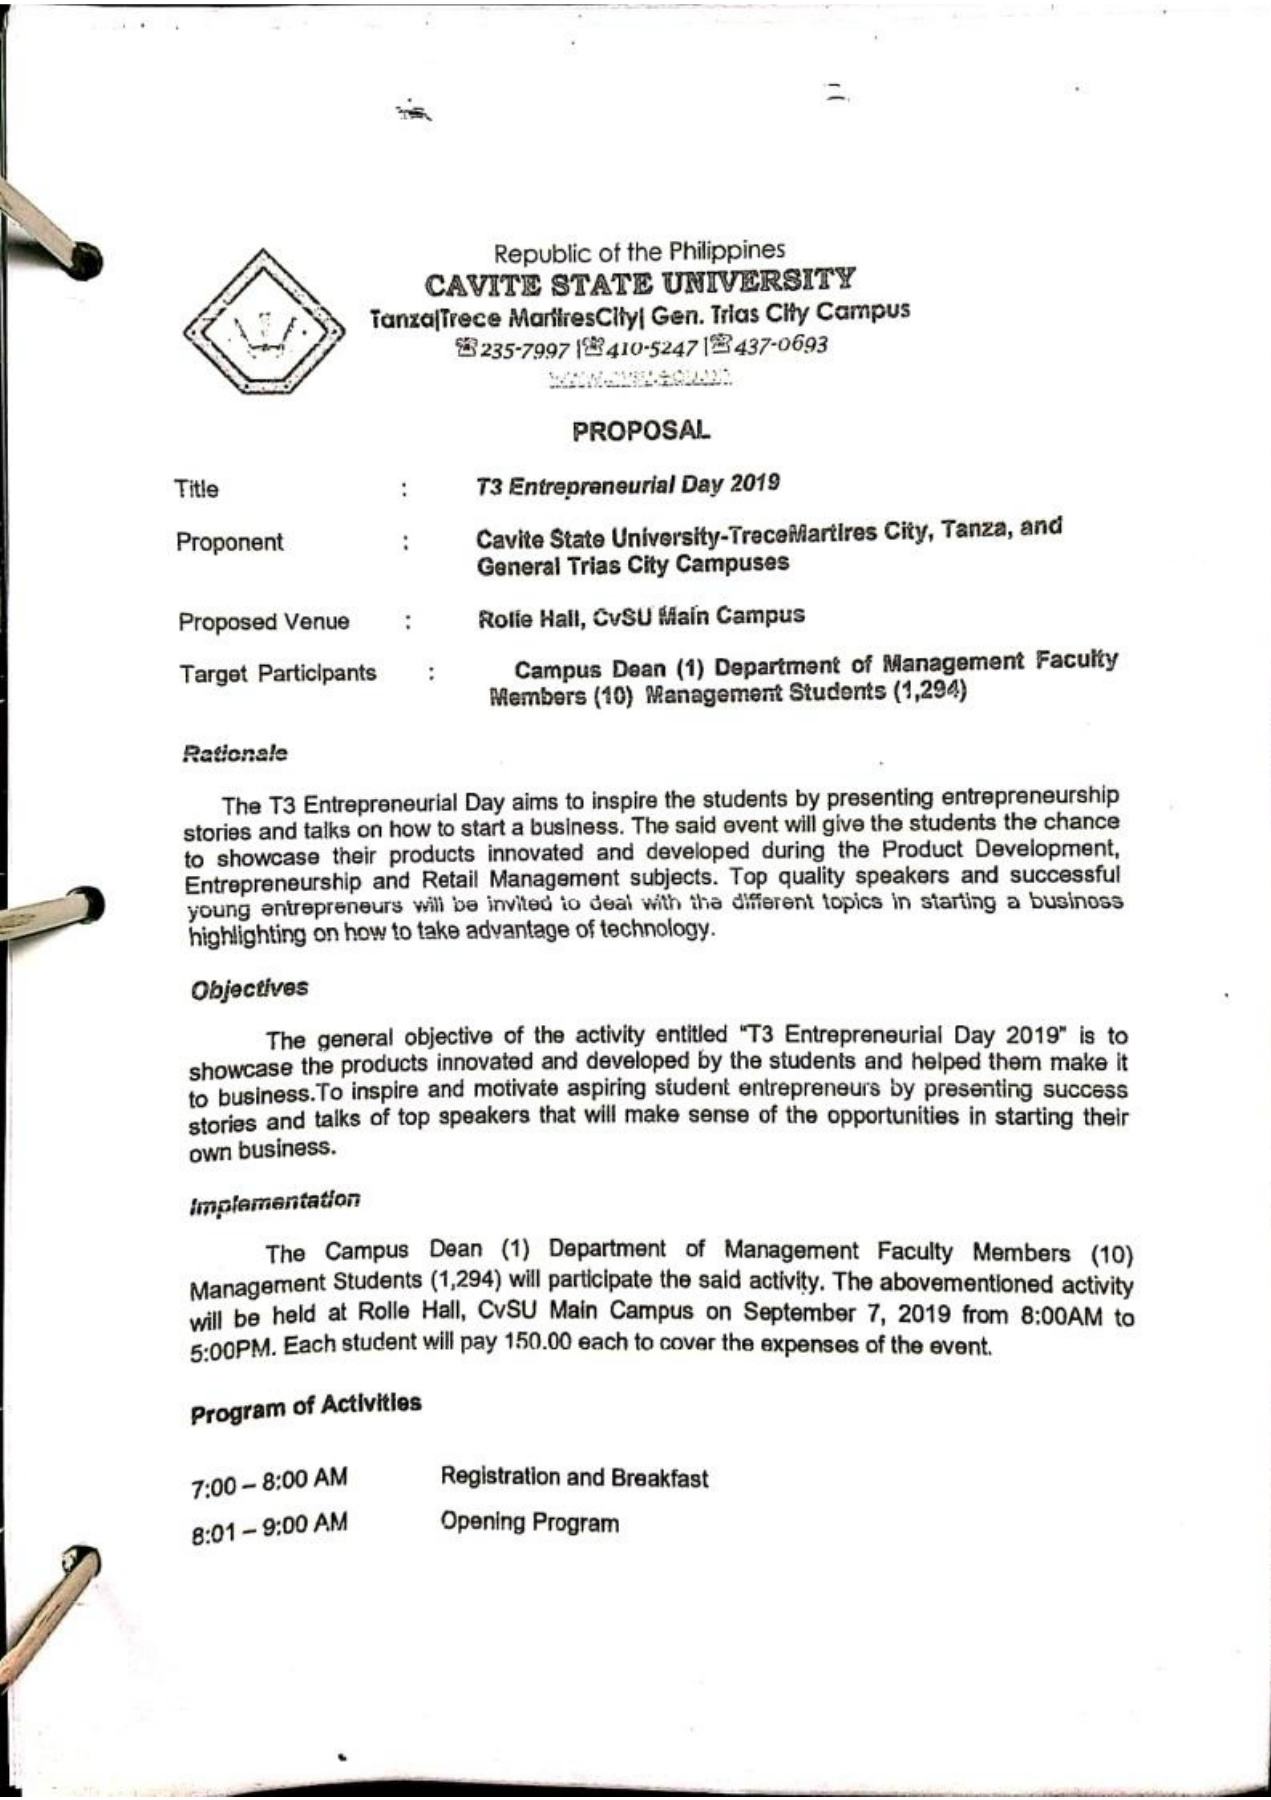 Republic of the Philippines
CAVITE STATE UNIVERSITY
Tanza|Trece MartiresCity| Gen. Trias City Campus
☏235-7997 |☏410-5247 |☏437-0693
PROPOSAL
Title : T3 Entrepreneurial Day 2019
Proponent : Cavite State University-TreceMartires City, Tanza, and
General Trias City Campuses
Proposed Venue : Rolle Hall, CvSU Main Campus
Target Participants : Campus Dean (1) Department of Management Faculty
Members (10) Management Students (1,294)
Rationale
The T3 Entrepreneurial Day aims to inspire the students by presenting entrepreneurship
stories and talks on how to start a business. The said event will give the students the chance
to showcase their products innovated and developed during the Product Development,
Entrepreneurship and Retail Management subjects. Top quality speakers and successful
young entrepreneurs will be invited to deal with the different topics in starting a business
highlighting on how to take advantage of technology.
Objectives
The general objective of the activity entitled "T3 Entrepreneurial Day 2019" is to
showcase the products innovated and developed by the students and helped them make it
to business.To inspire and motivate aspiring student entrepreneurs by presenting success
stories and talks of top speakers that will make sense of the opportunities in starting their
own business.
Implementation
The Campus Dean (1) Department of Management Faculty Members (10)
Management Students (1,294) will participate the said activity. The abovementioned activity
will be held at Rolle Hall, CvSU Main Campus on September 7, 2019 from 8:00AM to
5:00PM. Each student will pay 150.00 each to cover the expenses of the event.
Program of Activities
7:00 – 8:00 AM Registration and Breakfast
8:01 – 9:00 AM Opening Program